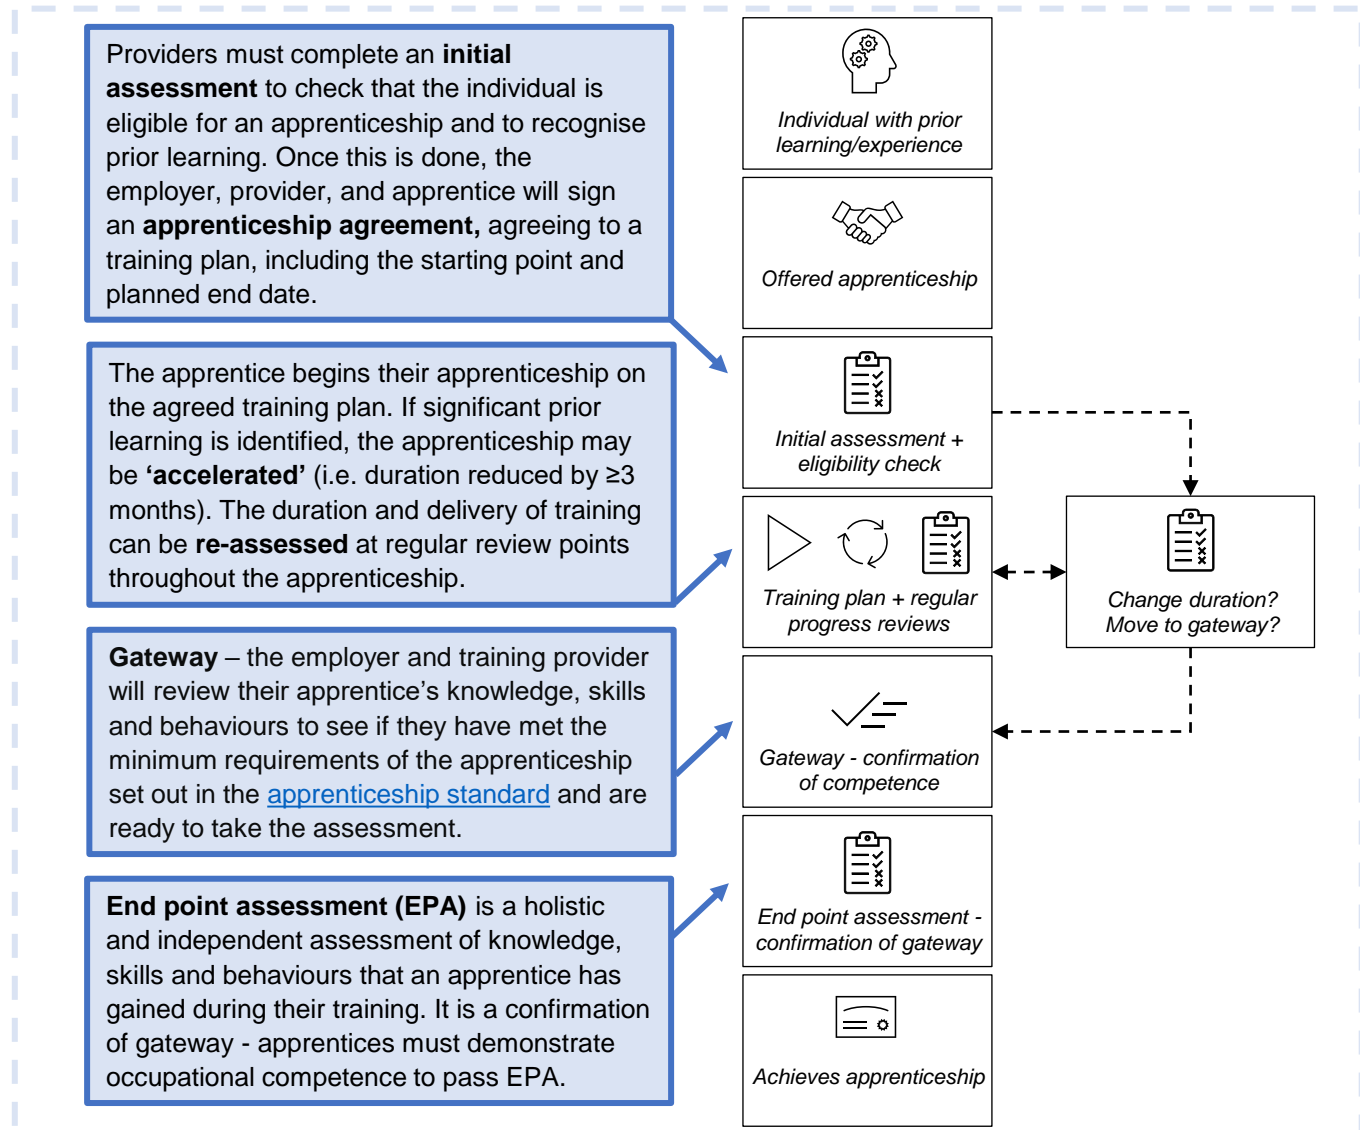 Providers must complete an initial
assessment to check that the individual is
eligible for an apprenticeship and to recognise
prior learning. Once this is done, the
employer, provider, and apprentice will sign
an apprenticeship agreement, agreeing to a
training plan, including the starting point and
planned end date.
The apprentice begins their apprenticeship on
the agreed training plan. If significant prior
learning is identified, the apprenticeship may
be ‘accelerated’ (i.e. duration reduced by ≥3
months). The duration and delivery of training
can be re-assessed at regular review points
throughout the apprenticeship.
Gateway – the employer and training provider
will review their apprentice’s knowledge, skills
and behaviours to see if they have met the
minimum requirements of the apprenticeship
set out in the apprenticeship standard and are
ready to take the assessment.
End point assessment (EPA) is a holistic
and independent assessment of knowledge,
skills and behaviours that an apprentice has
gained during their training. It is a confirmation
of gateway - apprentices must demonstrate
occupational competence to pass EPA.
Individual with prior
learning/experience
Offered apprenticeship
Initial assessment +
eligibility check
Training plan + regular
progress reviews
Change duration?
Move to gateway?
Gateway - confirmation
of competence
End point assessment -
confirmation of gateway
Achieves apprenticeship